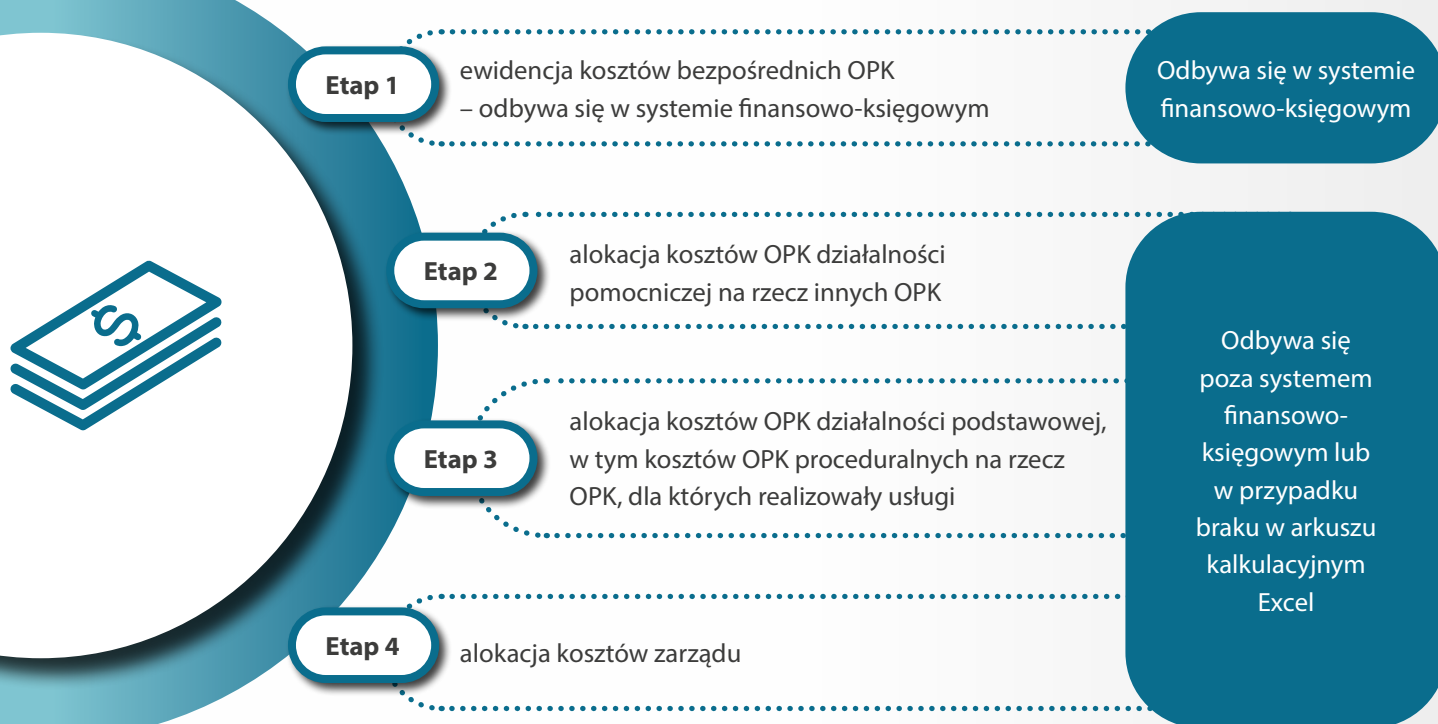 Etap 1
ewidencja kosztów bezpośrednich OPK
– odbywa się w systemie finansowo-księgowym
Odbywa się w systemie
finansowo-księgowym
Etap 2
alokacja kosztów OPK działalności
pomocniczej na rzecz innych OPK
Etap 3
alokacja kosztów OPK działalności podstawowej,
w tym kosztów OPK proceduralnych na rzecz
OPK, dla których realizowały usługi
Etap 4
alokacja kosztów zarządu
Odbywa się
poza systemem
finansowo-
księgowym lub
w przypadku
braku w arkuszu
kalkulacyjnym
Excel